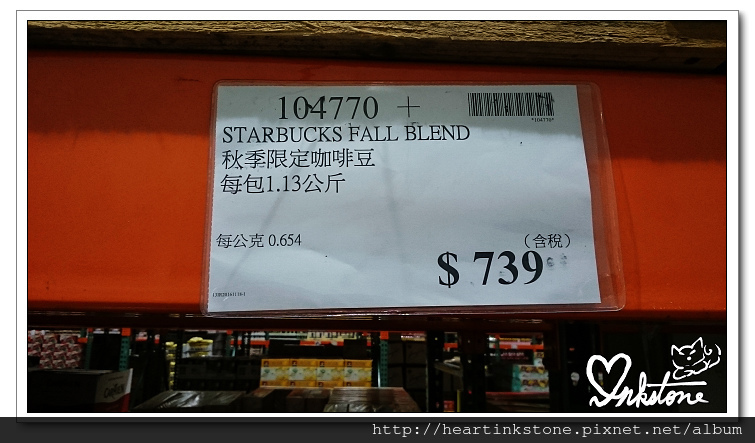 104770 +
*104770*
STARBUCKS FALL BLEND
秋季限定咖啡豆
每包1.13公斤
每公克 0.654
（含稅）
$ 739
Inkstone
http://heartinkstone.pixnet.net/album